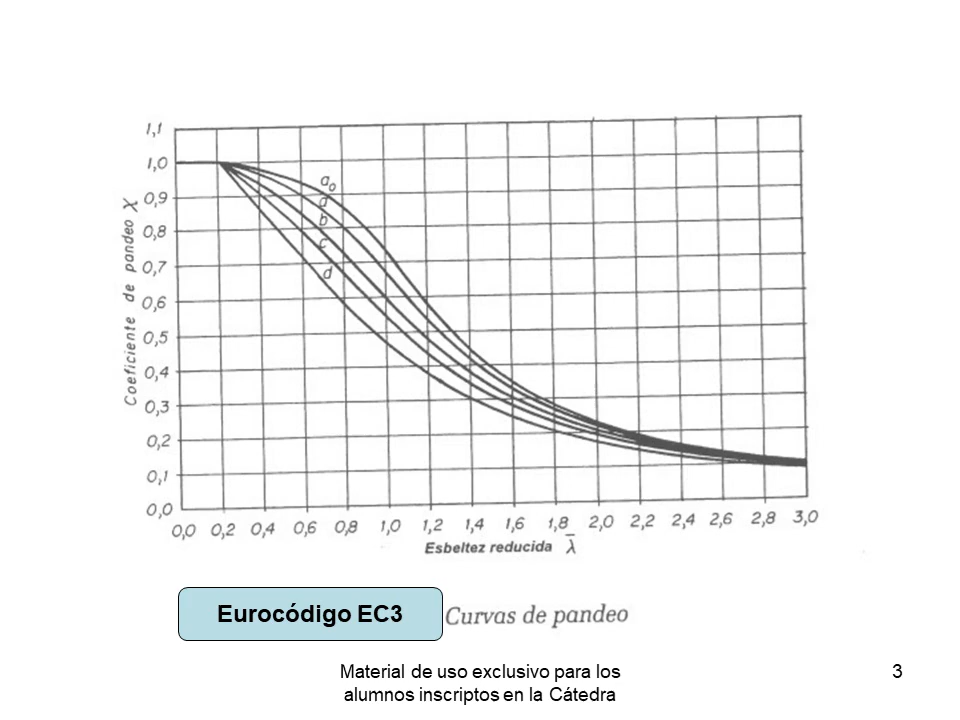 1,1
1,0
0,9
0,8
0,7
0,6
0,5
0,4
0,3
0,2
0,1
0,0
Coeficiente de pandeo χ
a₀
a
b
c
d
0,0 0,2 0,4 0,6 0,8 1,0 1,2 1,4 1,6 1,8 2,0 2,2 2,4 2,6 2,8 3,0
Esbeltez reducida λ̄
Eurocódigo EC3 Curvas de pandeo
Material de uso exclusivo para los
alumnos inscriptos en la Cátedra
3